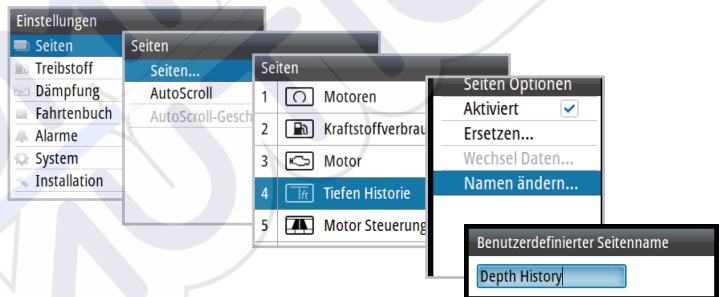 Einstellungen
Seiten
Treibstoff
Dämpfung
Fahrtenbuch
Alarme
System
Installation
Seiten
Seiten...
AutoScroll
AutoScroll-Gesch
Seiten
1 Motoren
2 Kraftstoffverbrau
3 Motor
4 ft Tiefen Historie
5 Motor Steuerung
Seiten Optionen
Aktiviert
Ersetzen...
Wechsel Daten...
Namen ändern...
Benutzerdefinierter Seitenname
Depth History